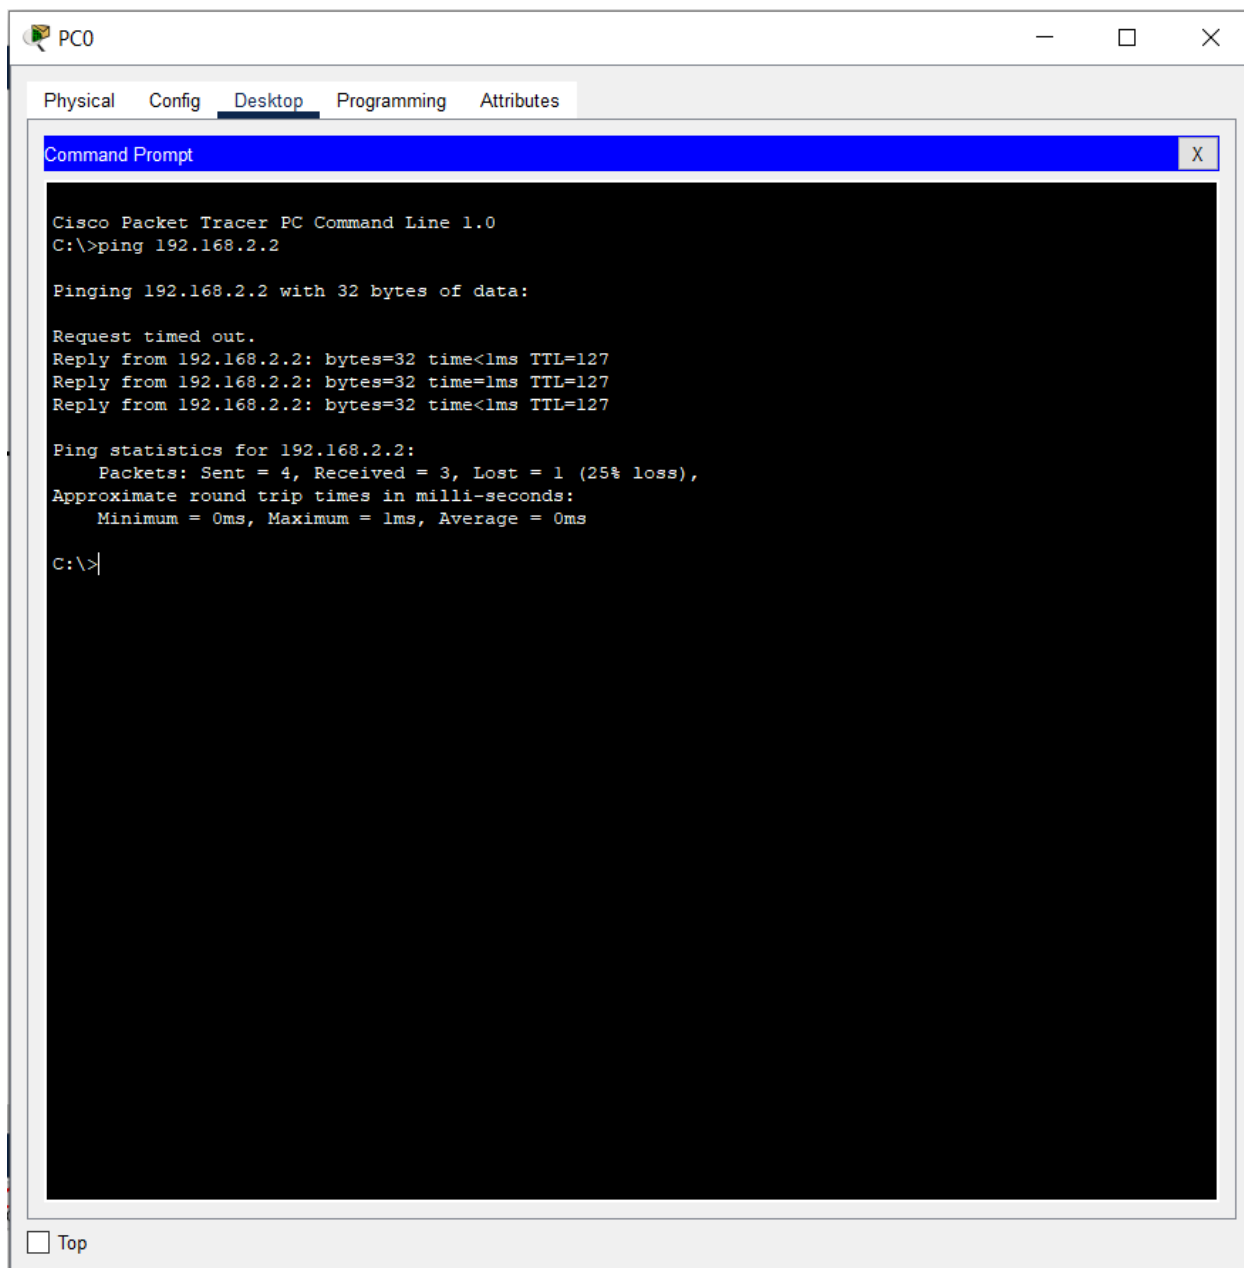 PC0
Physical Config Desktop Programming Attributes
Command Prompt
X
Cisco Packet Tracer PC Command Line 1.0
C:\>ping 192.168.2.2
Pinging 192.168.2.2 with 32 bytes of data:
Request timed out.
Reply from 192.168.2.2: bytes=32 time<1ms TTL=127
Reply from 192.168.2.2: bytes=32 time=1ms TTL=127
Reply from 192.168.2.2: bytes=32 time<1ms TTL=127
Ping statistics for 192.168.2.2:
    Packets: Sent = 4, Received = 3, Lost = 1 (25% loss),
Approximate round trip times in milli-seconds:
    Minimum = 0ms, Maximum = 1ms, Average = 0ms
C:\>
Top